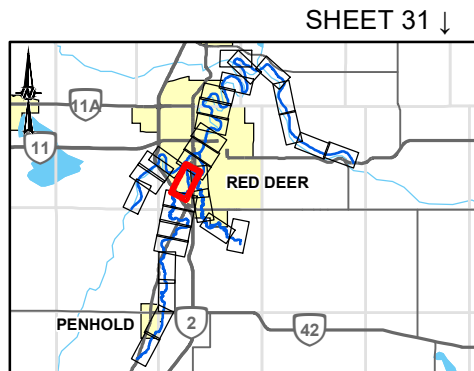 SHEET 31 ↓
N
11A
11
RED DEER
PENHOLD
2
42